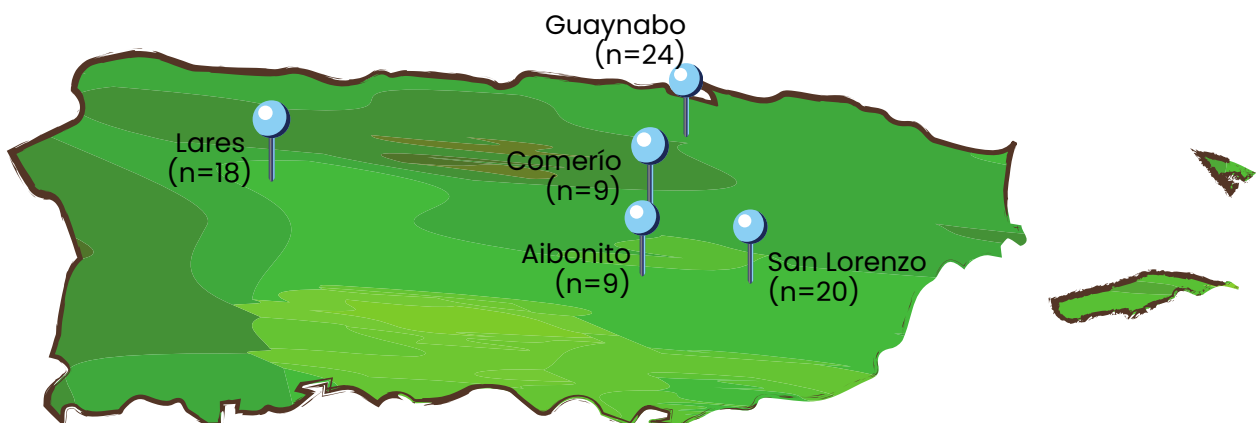 Guaynabo
(n=24)
Lares
(n=18)
Comerío
(n=9)
Aibonito
(n=9)
San Lorenzo
(n=20)